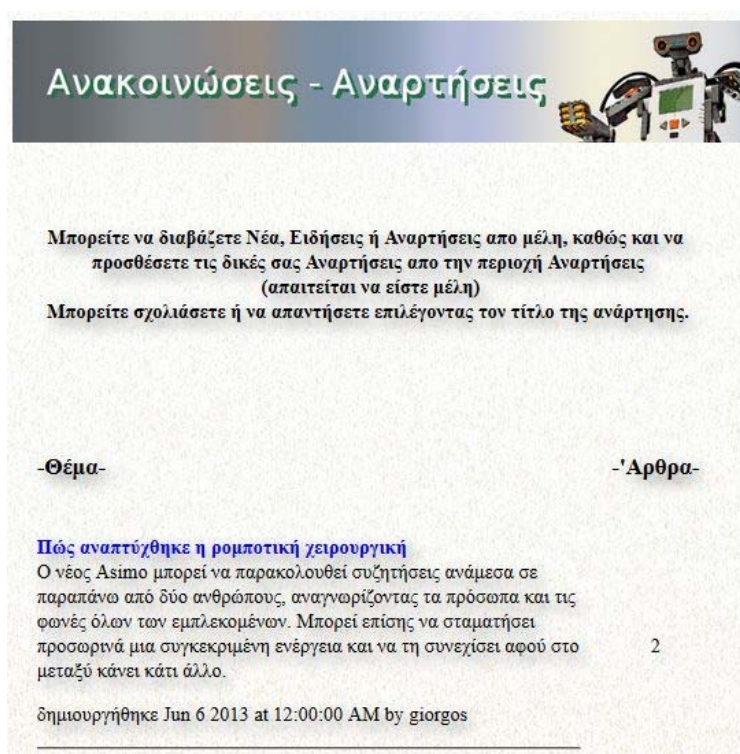 Ανακοινώσεις - Αναρτήσεις
Μπορείτε να διαβάζετε Νέα, Ειδήσεις ή Αναρτήσεις απο μέλη, καθώς και να
προσθέσετε τις δικές σας Αναρτήσεις απο την περιοχή Αναρτήσεις
(απαιτείται να είστε μέλη)
Μπορείτε σχολιάσετε ή να απαντήσετε επιλέγοντας τον τίτλο της ανάρτησης.
-Θέμα- -'Αρθρα-
Πώς αναπτύχθηκε η ρομποτική χειρουργική
Ο νέος Asimo μπορεί να παρακολουθεί συζητήσεις ανάμεσα σε
παραπάνω από δύο ανθρώπους, αναγνωρίζοντας τα πρόσωπα και τις
φωνές όλων των εμπλεκομένων. Μπορεί επίσης να σταματήσει
προσωρινά μια συγκεκριμένη ενέργεια και να τη συνεχίσει αφού στο 2
μεταξύ κάνει κάτι άλλο.
δημιουργήθηκε Jun 6 2013 at 12:00:00 AM by giorgos